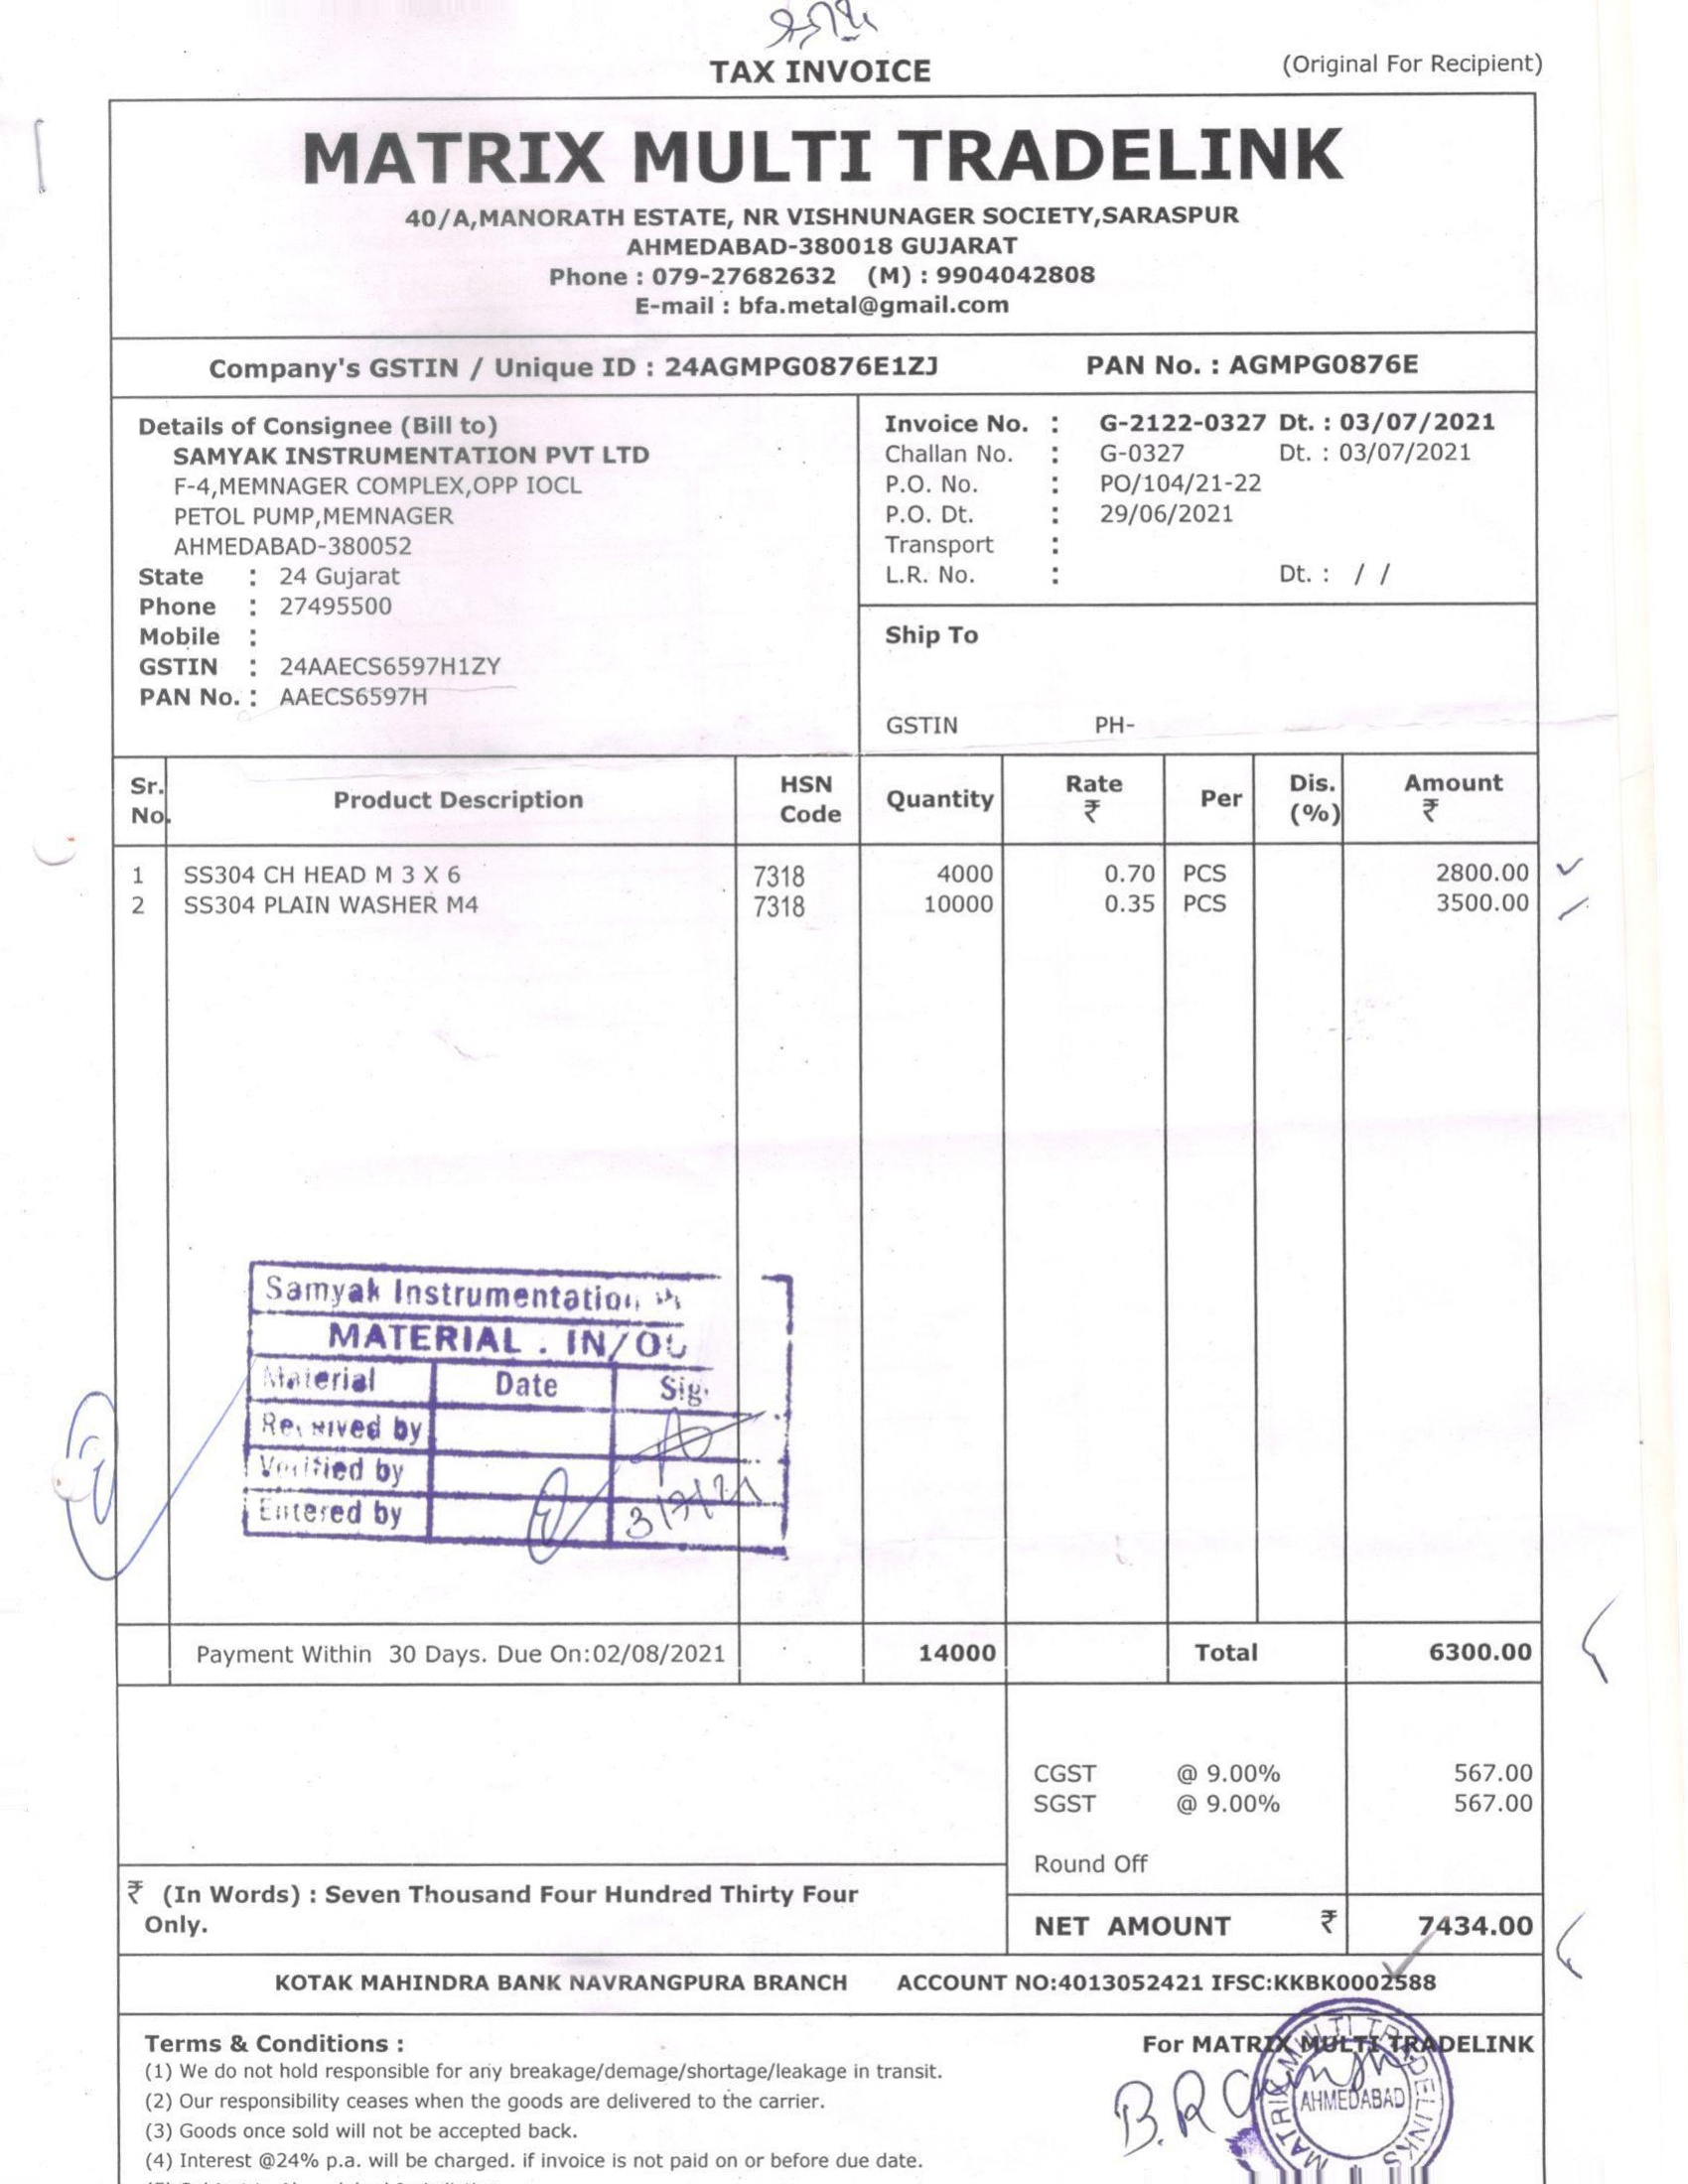 TAX INVOICE
(Original For Recipient)
MATRIX MULTI TRADELINK
40/A,MANORATH ESTATE, NR VISHNUNAGER SOCIETY,SARASPUR
AHMEDABAD-380018 GUJARAT
Phone : 079-27682632 (M) : 9904042808
E-mail : bfa.metal@gmail.com
Company's GSTIN / Unique ID : 24AGMPG0876E1ZJ PAN No. : AGMPG0876E
Details of Consignee (Bill to)
SAMYAK INSTRUMENTATION PVT LTD
F-4,MEMNAGER COMPLEX,OPP IOCL
PETOL PUMP,MEMNAGER
AHMEDABAD-380052
State : 24 Gujarat
Phone : 27495500
Mobile :
GSTIN : 24AAECS6597H1ZY
PAN No. : AAECS6597H
Invoice No. : G-2122-0327 Dt. : 03/07/2021
Challan No. : G-0327 Dt. : 03/07/2021
P.O. No. : PO/104/21-22
P.O. Dt. : 29/06/2021
Transport :
L.R. No. : Dt. : / /
Ship To
GSTIN PH-
Sr. No. Product Description HSN Code Quantity Rate ₹ Per Dis. (%) Amount ₹
1 SS304 CH HEAD M 3 X 6 7318 4000 0.70 PCS 2800.00
2 SS304 PLAIN WASHER M4 7318 10000 0.35 PCS 3500.00
Samyak Instrumentation
MATERIAL . IN/OU
Material Date Sig.
Received by
Verified by
Entered by 3/7/21
Payment Within 30 Days. Due On:02/08/2021 14000 Total 6300.00
CGST @ 9.00% 567.00
SGST @ 9.00% 567.00
Round Off
₹ (In Words) : Seven Thousand Four Hundred Thirty Four
Only.
NET AMOUNT ₹ 7434.00
KOTAK MAHINDRA BANK NAVRANGPURA BRANCH ACCOUNT NO:4013052421 IFSC:KKBK0002588
Terms & Conditions :
(1) We do not hold responsible for any breakage/demage/shortage/leakage in transit.
(2) Our responsibility ceases when the goods are delivered to the carrier.
(3) Goods once sold will not be accepted back.
(4) Interest @24% p.a. will be charged. if invoice is not paid on or before due date.
For MATRIX MULTI TRADELINK
MATRIX MULTI TRADELINKS
AHMEDABAD